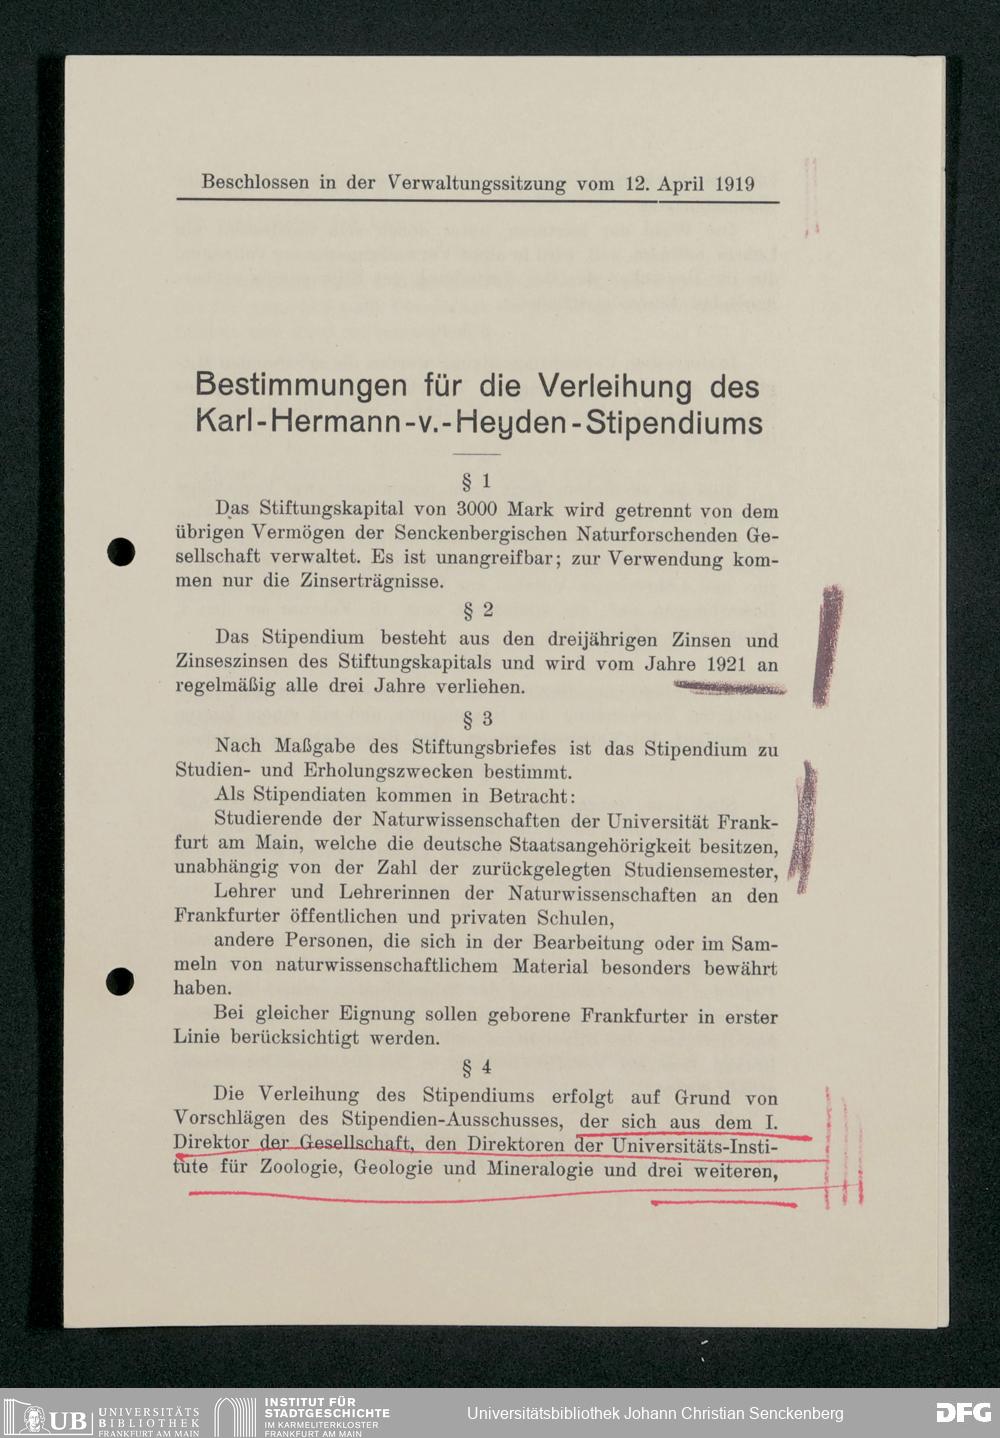 Beschlossen in der Verwaltungssitzung vom 12. April 1919
Bestimmungen für die Verleihung des
Karl-Hermann-v.-Heyden-Stipendiums
§ 1
Das Stiftungskapital von 3000 Mark wird getrennt von dem
übrigen Vermögen der Senckenbergischen Naturforschenden Ge-
sellschaft verwaltet. Es ist unangreifbar; zur Verwendung kom-
men nur die Zinserträgnisse.
§ 2
Das Stipendium besteht aus den dreijährigen Zinsen und
Zinseszinsen des Stiftungskapitals und wird vom Jahre 1921 an
regelmäßig alle drei Jahre verliehen.
§ 3
Nach Maßgabe des Stiftungsbriefes ist das Stipendium zu
Studien- und Erholungszwecken bestimmt.
Als Stipendiaten kommen in Betracht:
Studierende der Naturwissenschaften der Universität Frank-
furt am Main, welche die deutsche Staatsangehörigkeit besitzen,
unabhängig von der Zahl der zurückgelegten Studiensemester,
Lehrer und Lehrerinnen der Naturwissenschaften an den
Frankfurter öffentlichen und privaten Schulen,
andere Personen, die sich in der Bearbeitung oder im Sam-
meln von naturwissenschaftlichem Material besonders bewährt
haben.
Bei gleicher Eignung sollen geborene Frankfurter in erster
Linie berücksichtigt werden.
§ 4
Die Verleihung des Stipendiums erfolgt auf Grund von
Vorschlägen des Stipendien-Ausschusses, der sich aus dem I.
Direktor der Gesellschaft, den Direktoren der Universitäts-Insti-
tute für Zoologie, Geologie und Mineralogie und drei weiteren,
UB UNIVERSITÄTS
BIBLIOTHEK
FRANKFURT AM MAIN
INSTITUT FÜR
STADTGESCHICHTE
IM KARMELITERKLOSTER
FRANKFURT AM MAIN
Universitätsbibliothek Johann Christian Senckenberg
DFG